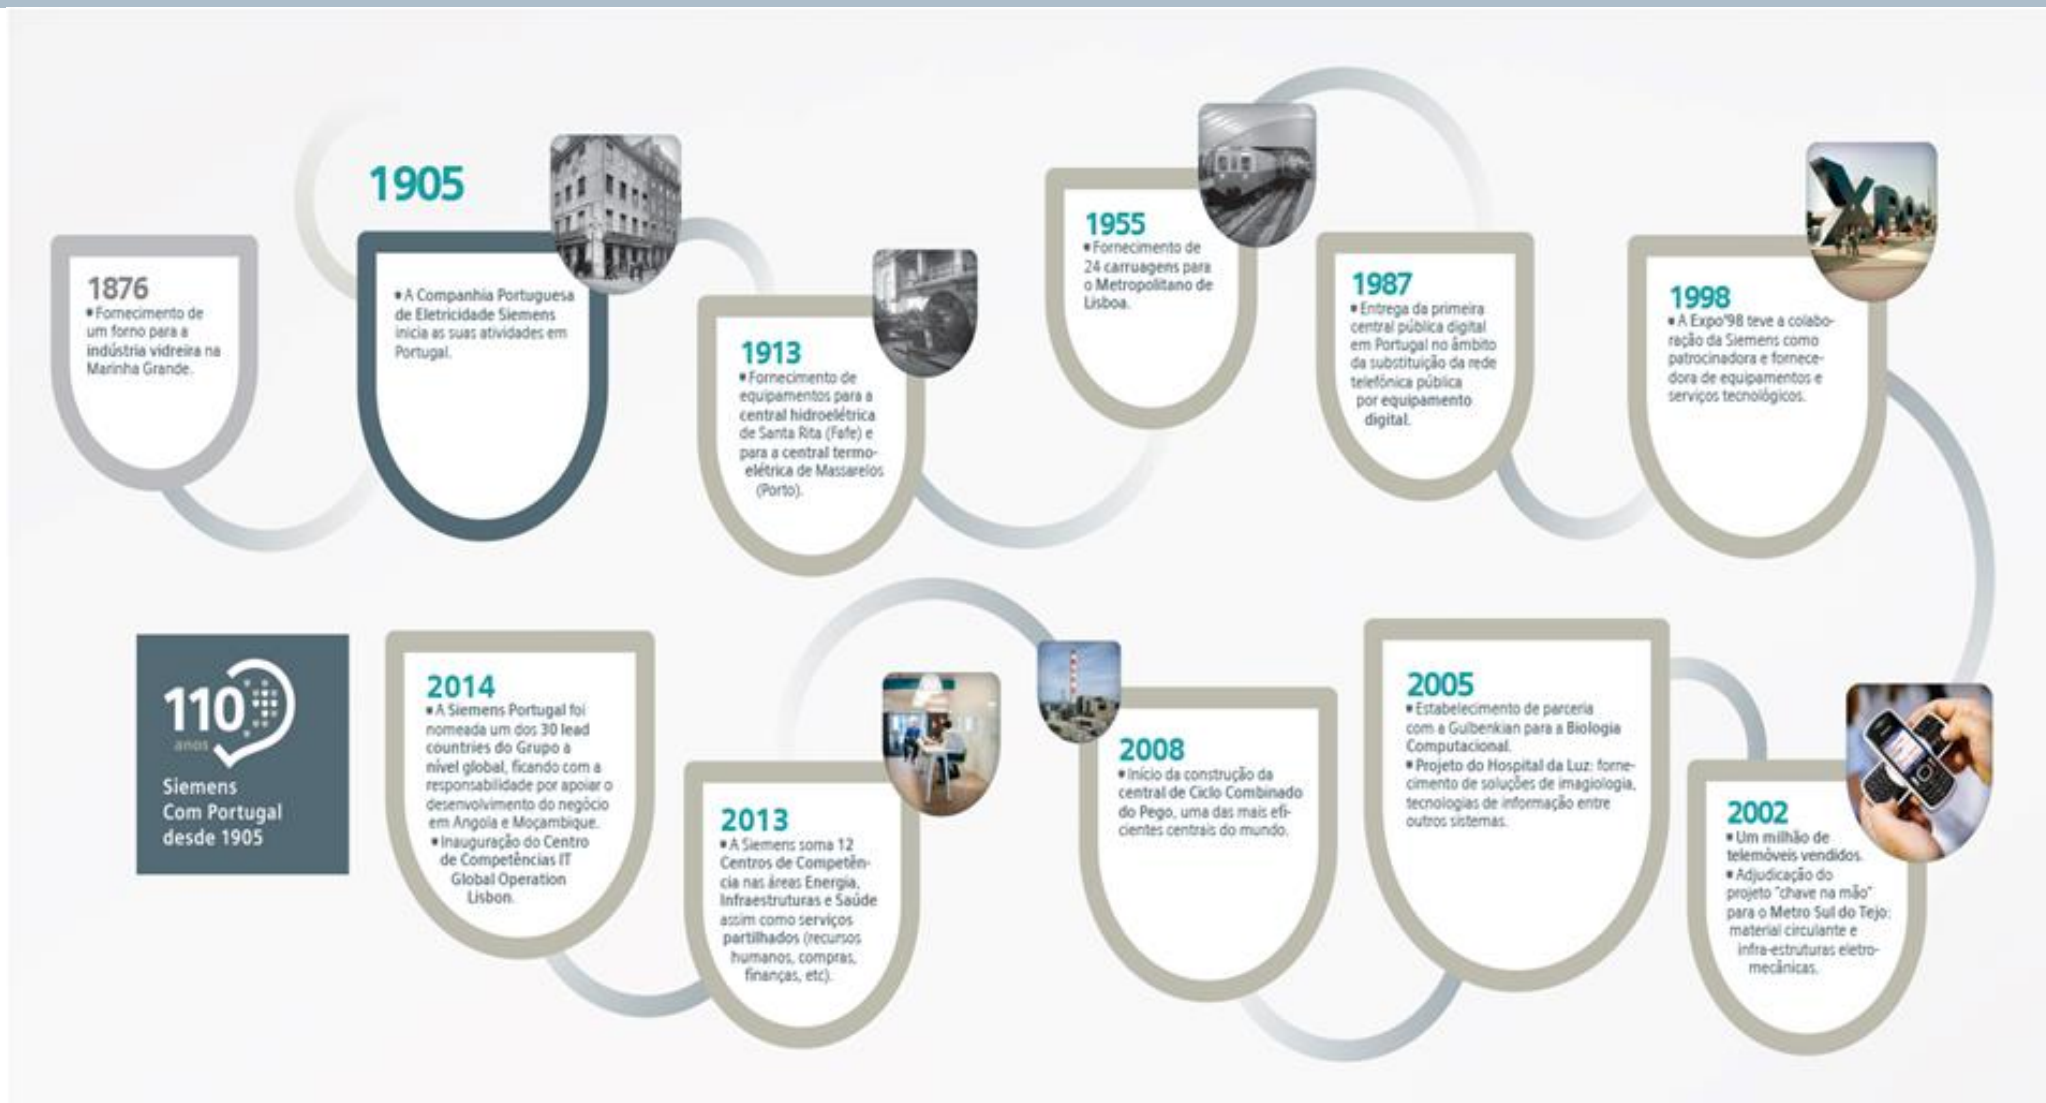 1876
▪ Fornecimento de
um forno para a
indústria vidreira na
Marinha Grande.
1905
▪ A Companhia Portuguesa
de Eletricidade Siemens
inicia as suas atividades em
Portugal.
1913
▪ Fornecimento de
equipamentos para a
central hidroelétrica
de Santa Rita (Fafe) e
para a central termo-
elétrica de Massarelos
(Porto).
1955
▪ Fornecimento de
24 carruagens para
o Metropolitano de
Lisboa.
1987
▪ Entrega da primeira
central pública digital
em Portugal no âmbito
da substituição da rede
telefónica pública
por equipamento
digital.
1998
▪ A Expo'98 teve a colabo-
ração da Siemens como
patrocinadora e fornece-
dora de equipamentos e
serviços tecnológicos.
2002
▪ Um milhão de
telemóveis vendidos.
▪ Adjudicação do
projeto "chave na mão"
para o Metro Sul do Tejo:
material circulante e
infra-estruturas eletro-
mecânicas.
2005
▪ Estabelecimento de parceria
com a Gulbenkian para a Biologia
Computacional.
▪ Projeto do Hospital da Luz: forne-
cimento de soluções de imagiologia,
tecnologias de informação entre
outros sistemas.
2008
▪ Início da construção da
central de Ciclo Combinado
do Pego, uma das mais efi-
cientes centrais do mundo.
2013
▪ A Siemens soma 12
Centros de Competên-
cia nas áreas Energia,
Infraestruturas e Saúde
assim como serviços
partilhados (recursos
humanos, compras,
finanças, etc).
2014
▪ A Siemens Portugal foi
nomeada um dos 30 lead
countries do Grupo a
nível global, ficando com a
responsabilidade por apoiar o
desenvolvimento do negócio
em Angola e Moçambique.
▪ Inauguração do Centro
de Competências IT
Global Operation
Lisbon.
110
anos
Siemens
Com Portugal
desde 1905